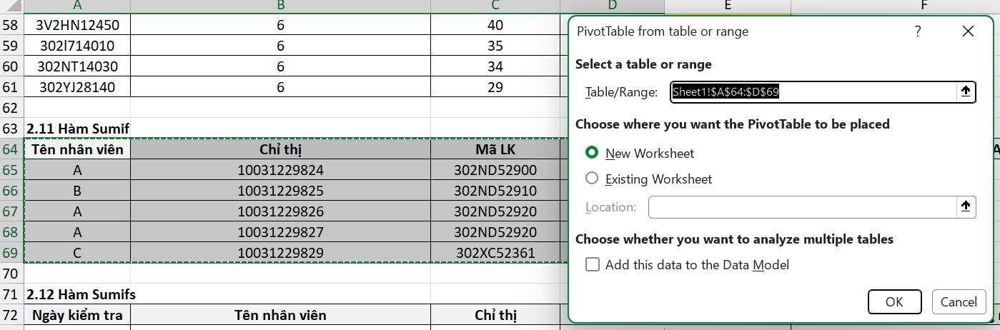 A B C D E F
58 3V2HN12450 6 40
59 302I714010 6 35
60 302NT14030 6 34
61 302YJ28140 6 29
62
63 2.11 Hàm Sumif
64 Tên nhân viên Chỉ thị Mã LK
65 A 10031229824 302ND52900
66 B 10031229825 302ND52910
67 A 10031229826 302ND52920
68 A 10031229827 302ND52920
69 C 10031229829 302XC52361
70
71 2.12 Hàm Sumifs
72 Ngày kiểm tra Tên nhân viên Chỉ thị
PivotTable from table or range ?
Select a table or range
Table/Range: Sheet1!$A$64:$D$69
Choose where you want the PivotTable to be placed
New Worksheet
Existing Worksheet
Location:
Choose whether you want to analyze multiple tables
Add this data to the Data Model
OK Cancel